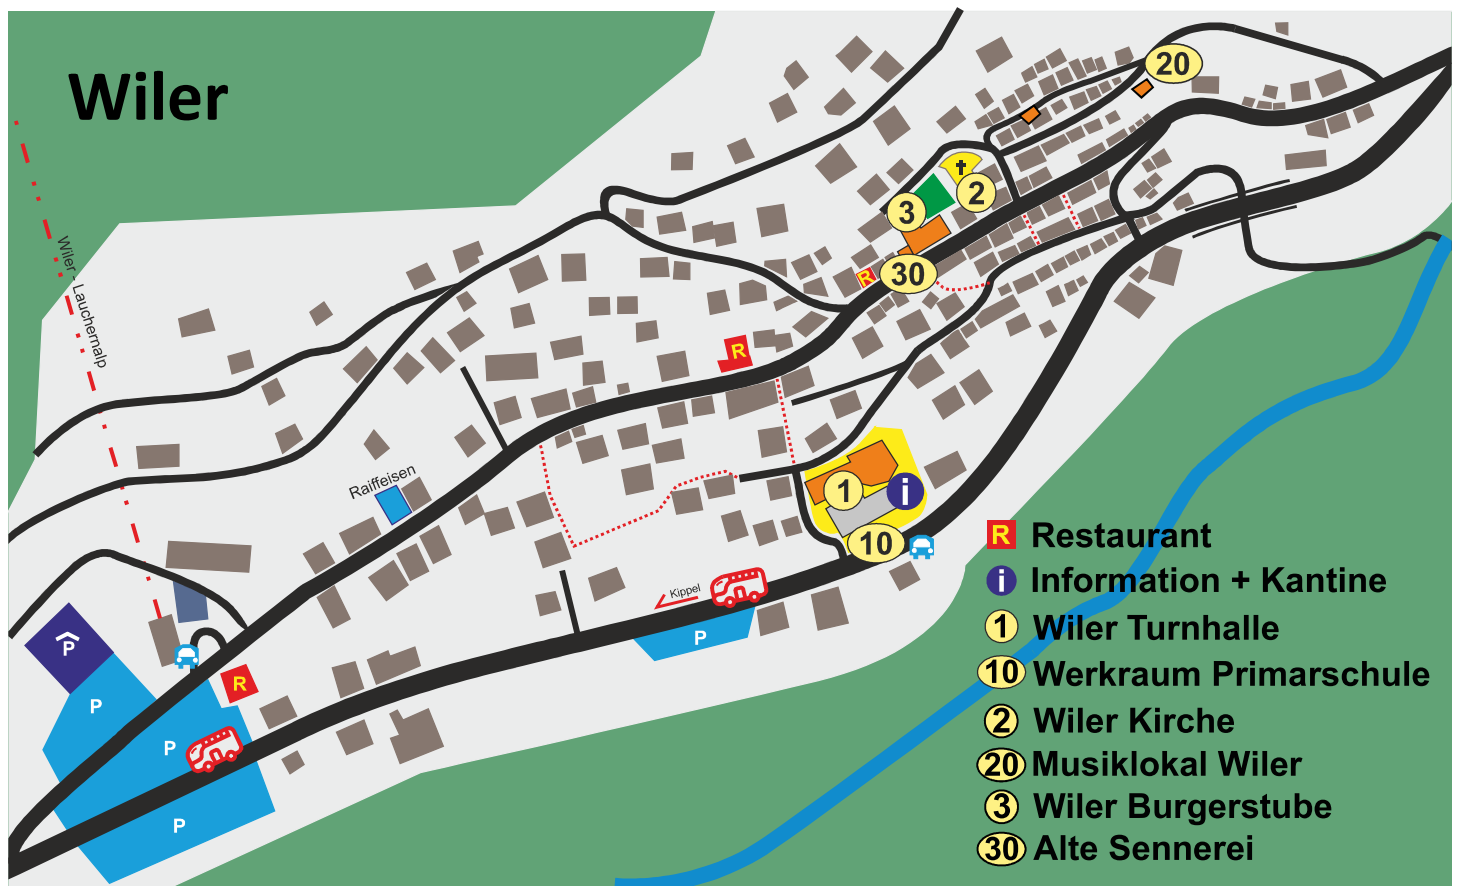 Wiler
Wiler - Lauchernalp
20
2
3
30
R
R
Raiffeisen
1
i
10
Kippel
P
P
R
P
P
P
R Restaurant
i Information + Kantine
1 Wiler Turnhalle
10 Werkraum Primarschule
2 Wiler Kirche
20 Musiklokal Wiler
3 Wiler Burgerstube
30 Alte Sennerei